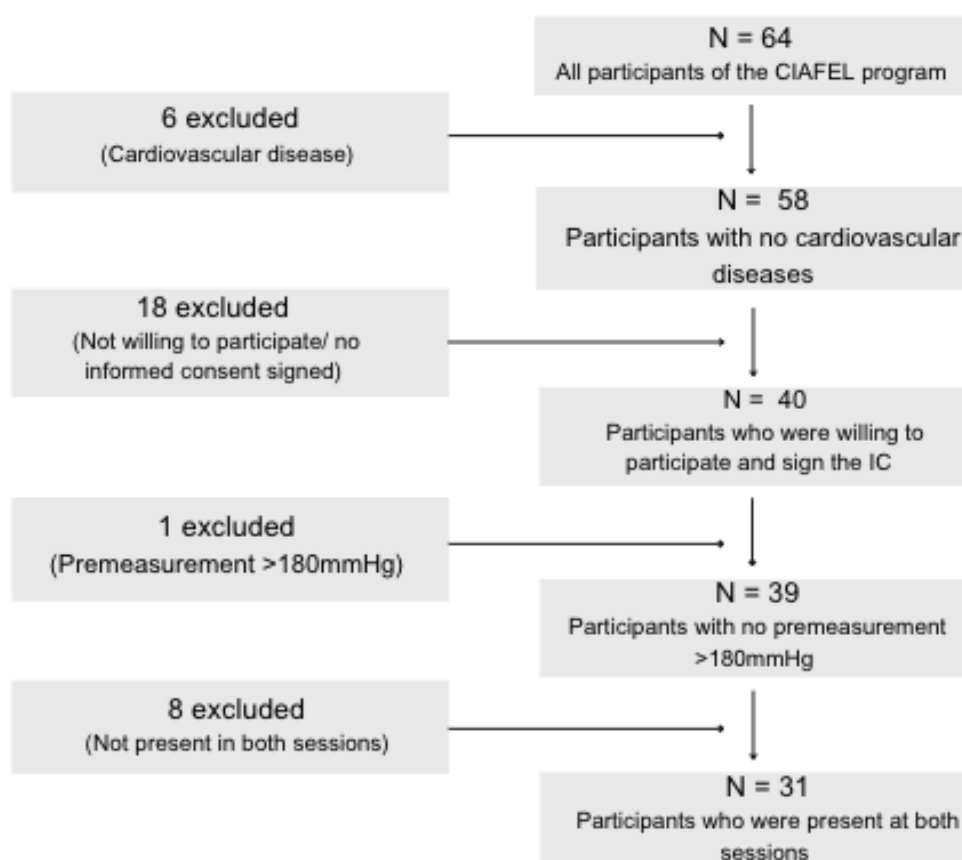 N = 64
All participants of the CIAFEL program
6 excluded
(Cardiovascular disease)
N = 58
Participants with no cardiovascular
diseases
18 excluded
(Not willing to participate/ no
informed consent signed)
N = 40
Participants who were willing to
participate and sign the IC
1 excluded
(Premeasurement >180mmHg)
N = 39
Participants with no premeasurement
>180mmHg
8 excluded
(Not present in both sessions)
N = 31
Participants who were present at both
sessions